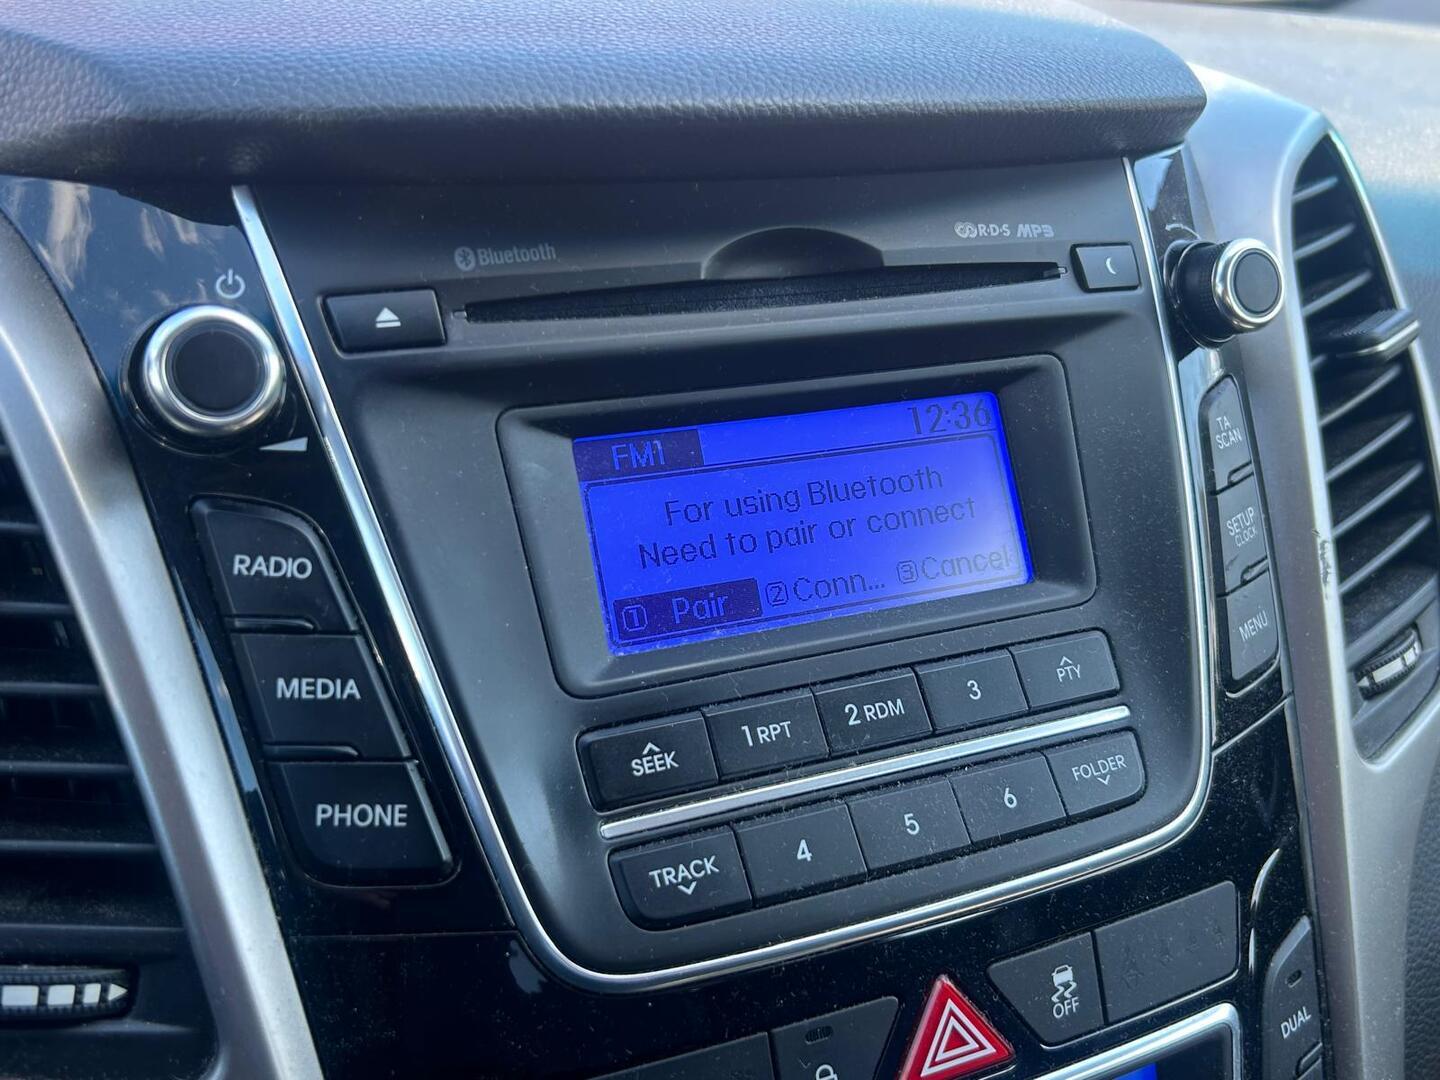 Bluetooth
R·D·S MP3
FM1 12:36
For using Bluetooth
Need to pair or connect
1 Pair 2 Conn... 3 Cancel
RADIO
MEDIA
PHONE
TA
SCAN
SETUP
CLOCK
MENU
SEEK
1 RPT
2 RDM
3
PTY
TRACK
4
5
6
FOLDER
OFF
DUAL